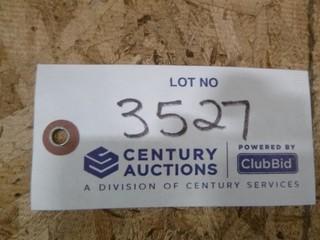 LOT NO
3527
CENTURY AUCTIONS
POWERED BY
ClubBid
A DIVISION OF CENTURY SERVICES